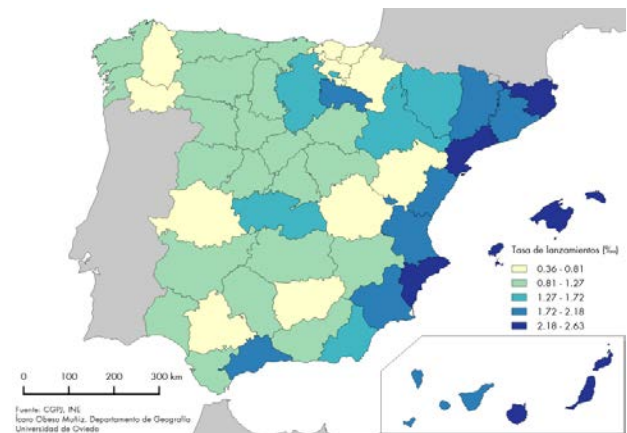 Tasa de lanzamientos (‰)
0.36 - 0.81
0.81 - 1.27
1.27 - 1.72
1.72 - 2.18
2.18 - 2.63
0 100 200 300 km
Fuente: CGPJ, INE
Ícaro Obeso Muñiz. Departamento de Geografía
Universidad de Oviedo